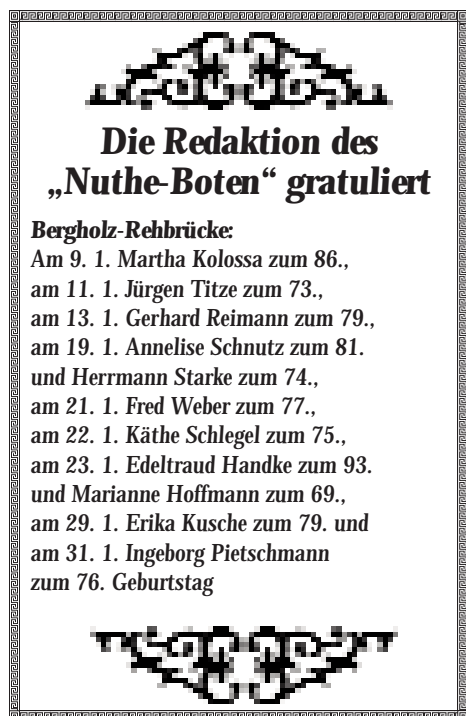 Die Redaktion des
„Nuthe-Boten“ gratuliert
Bergholz-Rehbrücke:
Am 9. 1. Martha Kolossa zum 86.,
am 11. 1. Jürgen Titze zum 73.,
am 13. 1. Gerhard Reimann zum 79.,
am 19. 1. Annelise Schnutz zum 81.
und Herrmann Starke zum 74.,
am 21. 1. Fred Weber zum 77.,
am 22. 1. Käthe Schlegel zum 75.,
am 23. 1. Edeltraud Handke zum 93.
und Marianne Hoffmann zum 69.,
am 29. 1. Erika Kusche zum 79. und
am 31. 1. Ingeborg Pietschmann
zum 76. Geburtstag